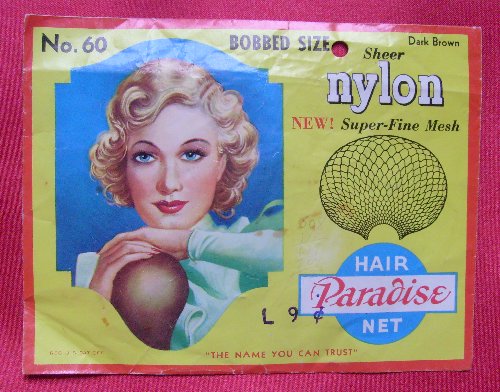 No. 60
BOBBED SIZE
Dark Brown
Sheer
nylon
NEW! Super-Fine Mesh
HAIR
Paradise
NET
L 9¢
"THE NAME YOU CAN TRUST"